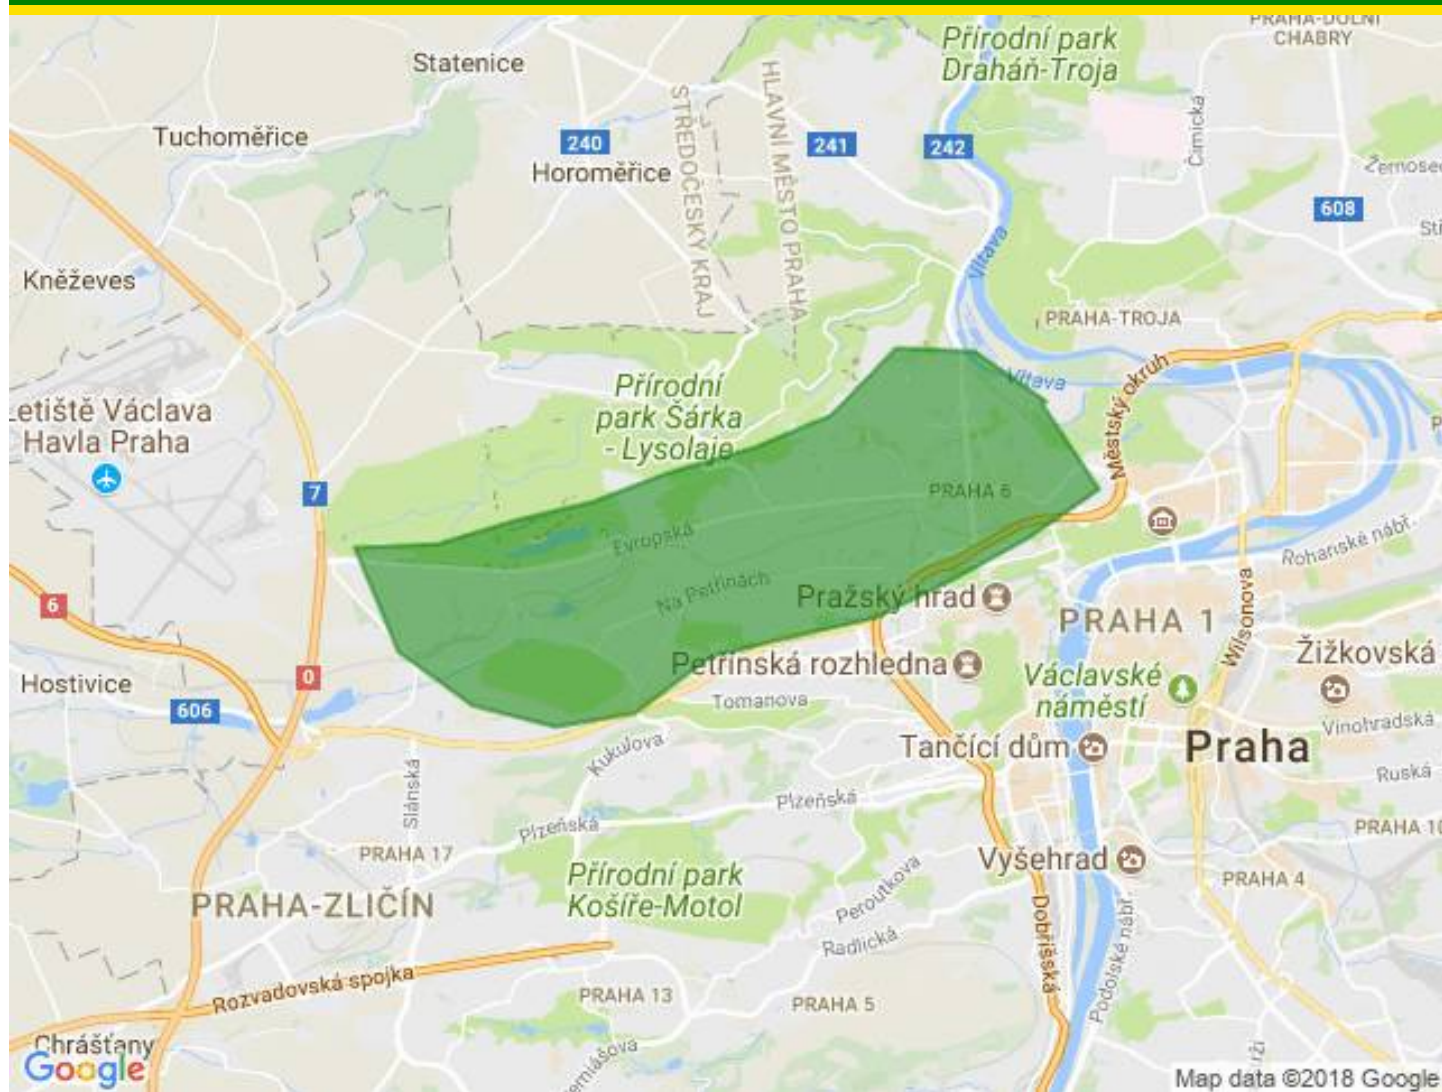 PRAHA-DOLNÍ
CHABRY
Přírodní park
Draháň-Troja
Statenice
HLAVNÍ MĚSTO PRAHA
STŘEDOČESKÝ KRAJ
Čimická
Tuchoměřice
240
241
242
Horoměřice
608
Kněževes
Vltava
PRAHA-TROJA
Městský okruh
Vltava
Letiště Václava
Havla Praha
Přírodní
park Šárka
- Lysolaje
7
PRAHA 6
Evropská
Rohanské nábř.
Na Petřinách
6
Pražský hrad
PRAHA 1
Wilsonova
Petřínská rozhledna
Žižkovská
0
Hostivice
606
Václavské
náměstí
Tomanova
Vinohradská
Kukulova
Tančící dům
Praha
Ruská
Slánská
Plzeňská
Plzeňská
PRAHA 10
PRAHA 17
Vyšehrad
PRAHA 4
Přírodní park
Košíře-Motol
Peroutkova
PRAHA-ZLIČÍN
Radlická
Dobříšská
Podolské nábř.
Rozvadovská spojka
PRAHA 13
PRAHA 5
Chrášťany
Google
Map data ©2018 Google